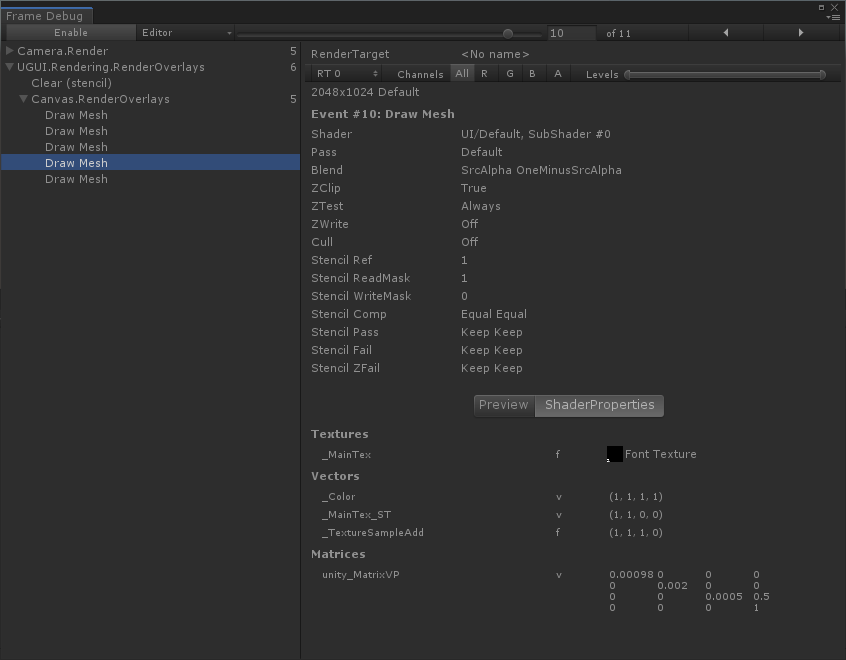 Frame Debug
Enable Editor 10 of 11
Camera.Render 5
UGUI.Rendering.RenderOverlays 6
Clear (stencil)
Canvas.RenderOverlays 5
Draw Mesh
Draw Mesh
Draw Mesh
Draw Mesh
Draw Mesh
RenderTarget <No name>
RT 0 Channels All R G B A Levels
2048x1024 Default
Event #10: Draw Mesh
Shader UI/Default, SubShader #0
Pass Default
Blend SrcAlpha OneMinusSrcAlpha
ZClip True
ZTest Always
ZWrite Off
Cull Off
Stencil Ref 1
Stencil ReadMask 1
Stencil WriteMask 0
Stencil Comp Equal Equal
Stencil Pass Keep Keep
Stencil Fail Keep Keep
Stencil ZFail Keep Keep
Preview ShaderProperties
Textures
_MainTex f Font Texture
Vectors
_Color v (1, 1, 1, 1)
_MainTex_ST v (1, 1, 0, 0)
_TextureSampleAdd f (1, 1, 1, 0)
Matrices
unity_MatrixVP v 0.00098 0 0 0
0 0.002 0 0
0 0 0.0005 0.5
0 0 0 1